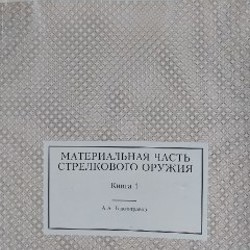 МАТЕРИАЛЬНАЯ ЧАСТЬ
СТРЕЛКОВОГО ОРУЖИЯ
Книга 1